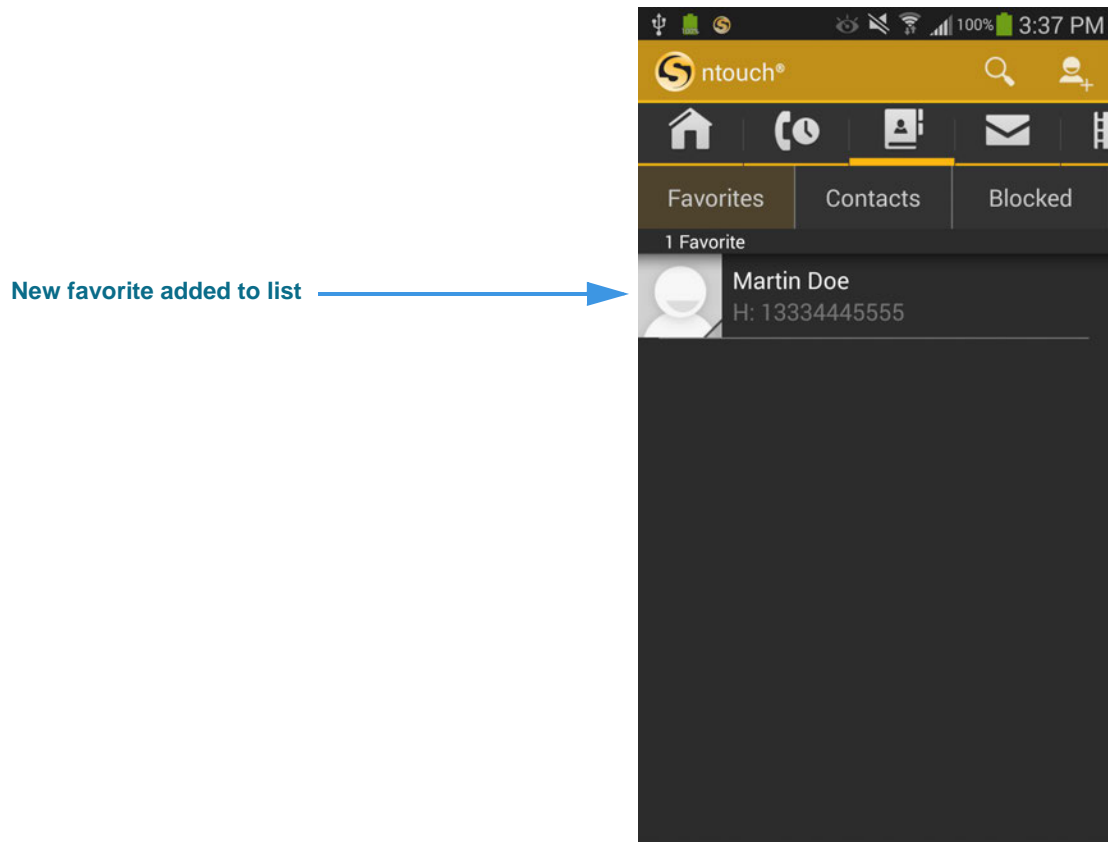 100% 3:37 PM
ntouch®
Favorites Contacts Blocked
1 Favorite
New favorite added to list
Martin Doe
H: 13334445555